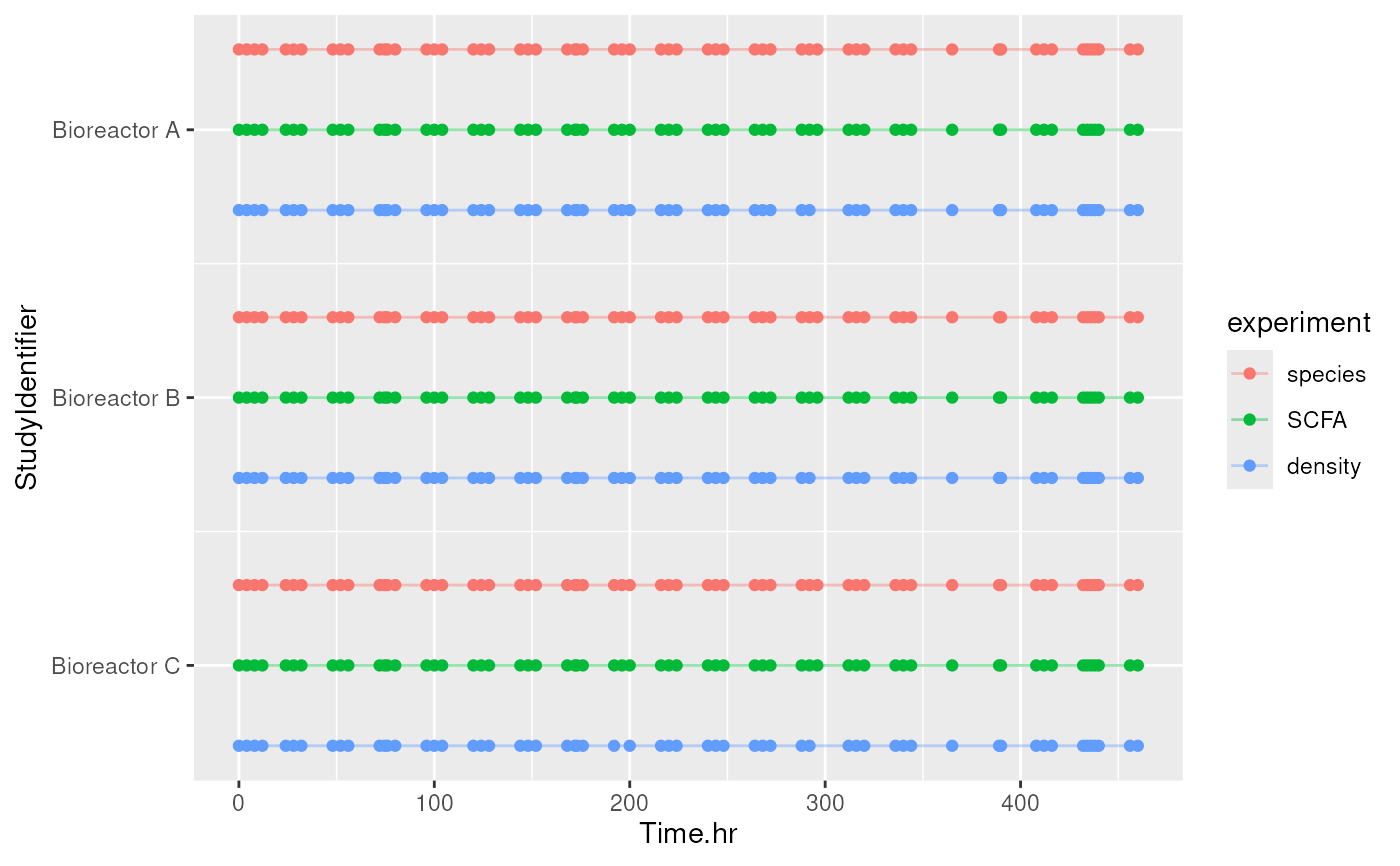 StudyIdentifier
Bioreactor A
Bioreactor B
Bioreactor C
0 100 200 300 400
Time.hr
experiment
species
SCFA
density